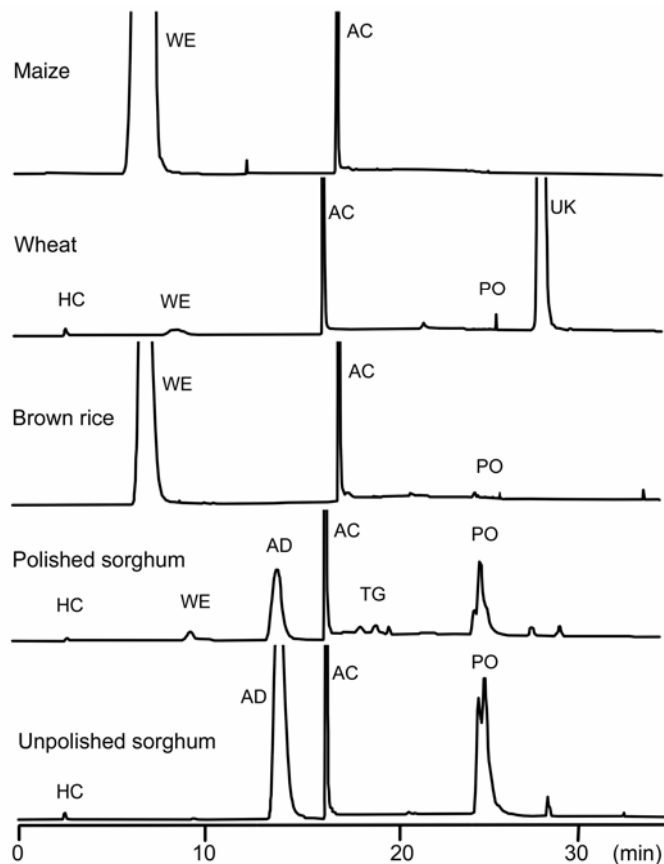 WE
AC
Maize
Wheat
HC
WE
AC
PO
UK
Brown rice
WE
AC
PO
Polished sorghum
HC
WE
AD
AC
TG
PO
Unpolished sorghum
HC
AD
AC
PO
0 10 20 30 (min)